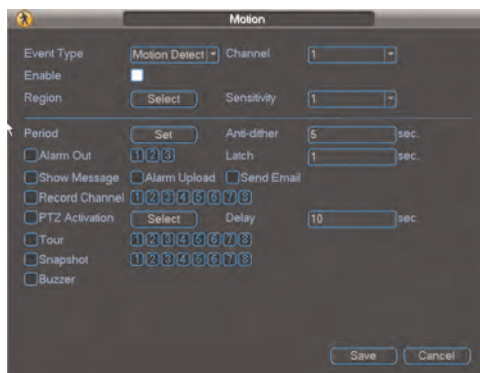 Motion
Event Type Motion Detect Channel 1
Enable
Region Select Sensitivity 1
Period Set Anti-dither 5 sec.
Alarm Out 1 2 3 Latch 1 sec.
Show Message Alarm Upload Send Email
Record Channel 1 2 3 4 5 6 7 8
PTZ Activation Select Delay 10 sec.
Tour 1 2 3 4 5 6 7 8
Snapshot 1 2 3 4 5 6 7 8
Buzzer
Save Cancel